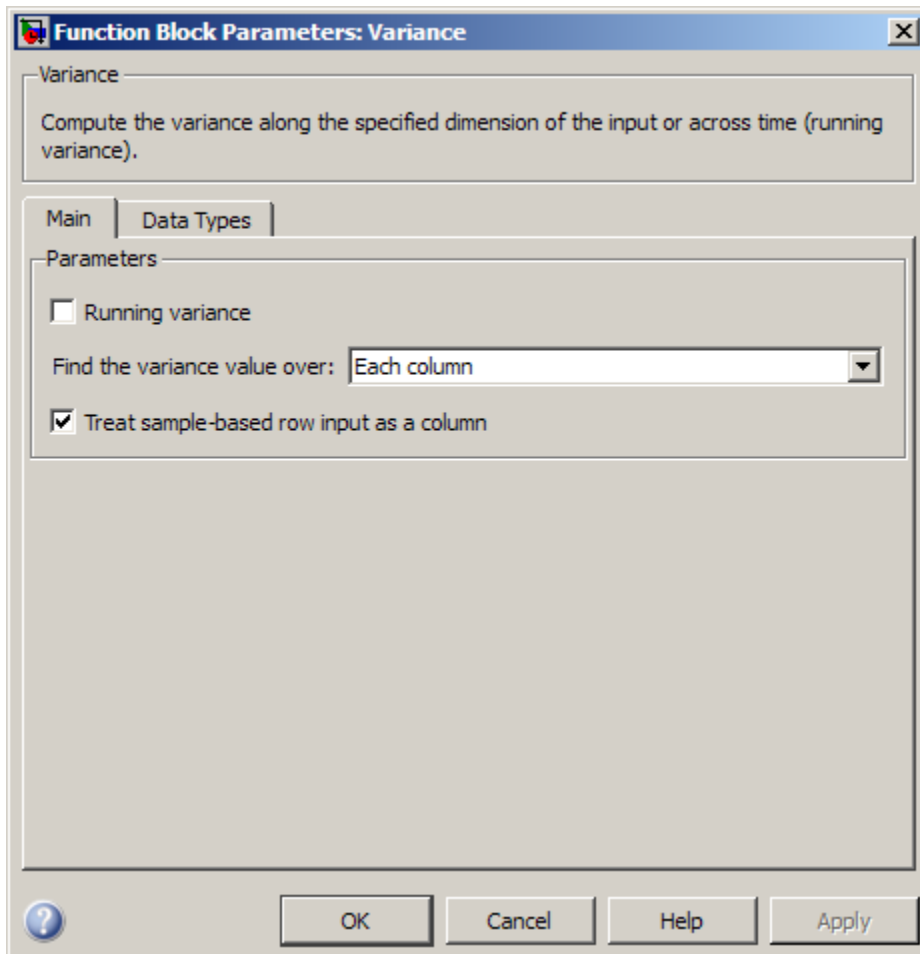 Function Block Parameters: Variance
Variance
Compute the variance along the specified dimension of the input or across time (running
variance).
Main Data Types
Parameters
Running variance
Find the variance value over: Each column
Treat sample-based row input as a column
? OK Cancel Help Apply